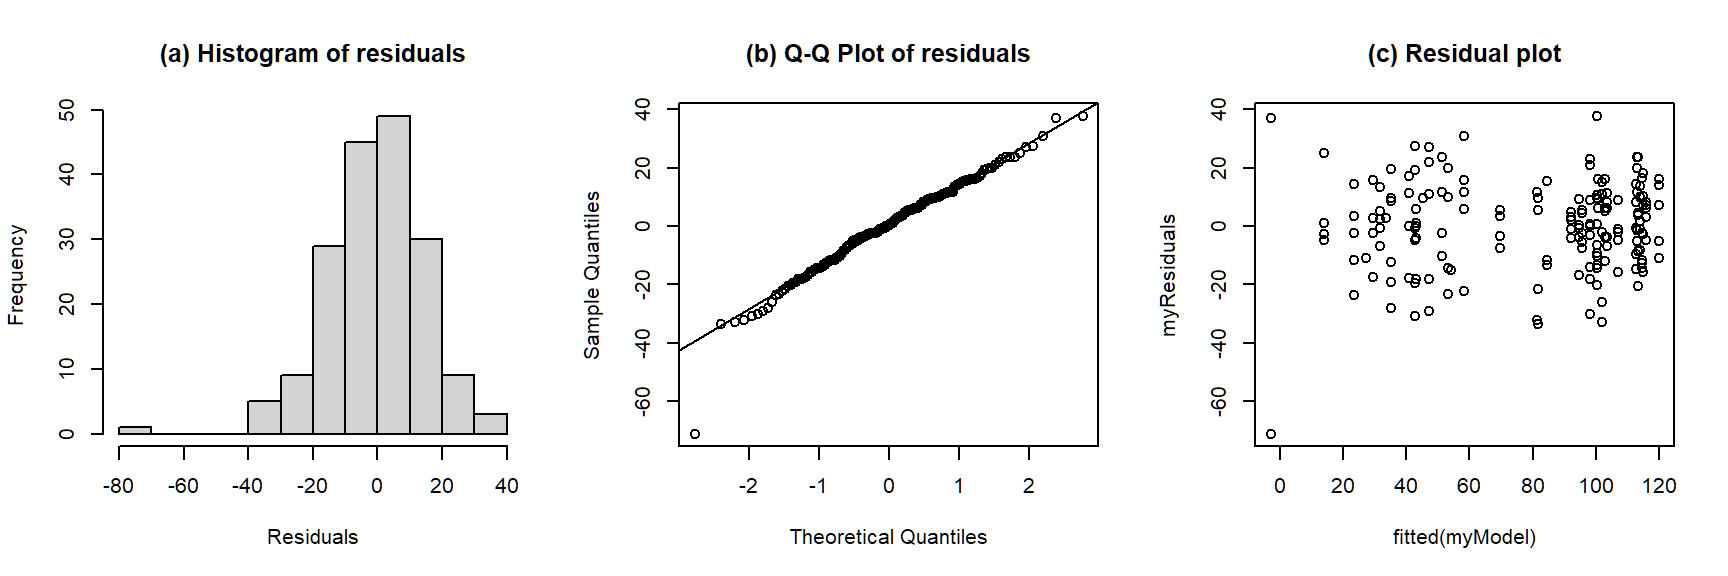 (a) Histogram of residuals
Frequency
50
40
30
20
10
0
-80 -60 -40 -20 0 20 40
Residuals
(b) Q-Q Plot of residuals
Sample Quantiles
40
20
0
-20
-40
-60
-2 -1 0 1 2
Theoretical Quantiles
(c) Residual plot
myResiduals
40
20
0
-20
-40
-60
0 20 40 60 80 100 120
fitted(myModel)